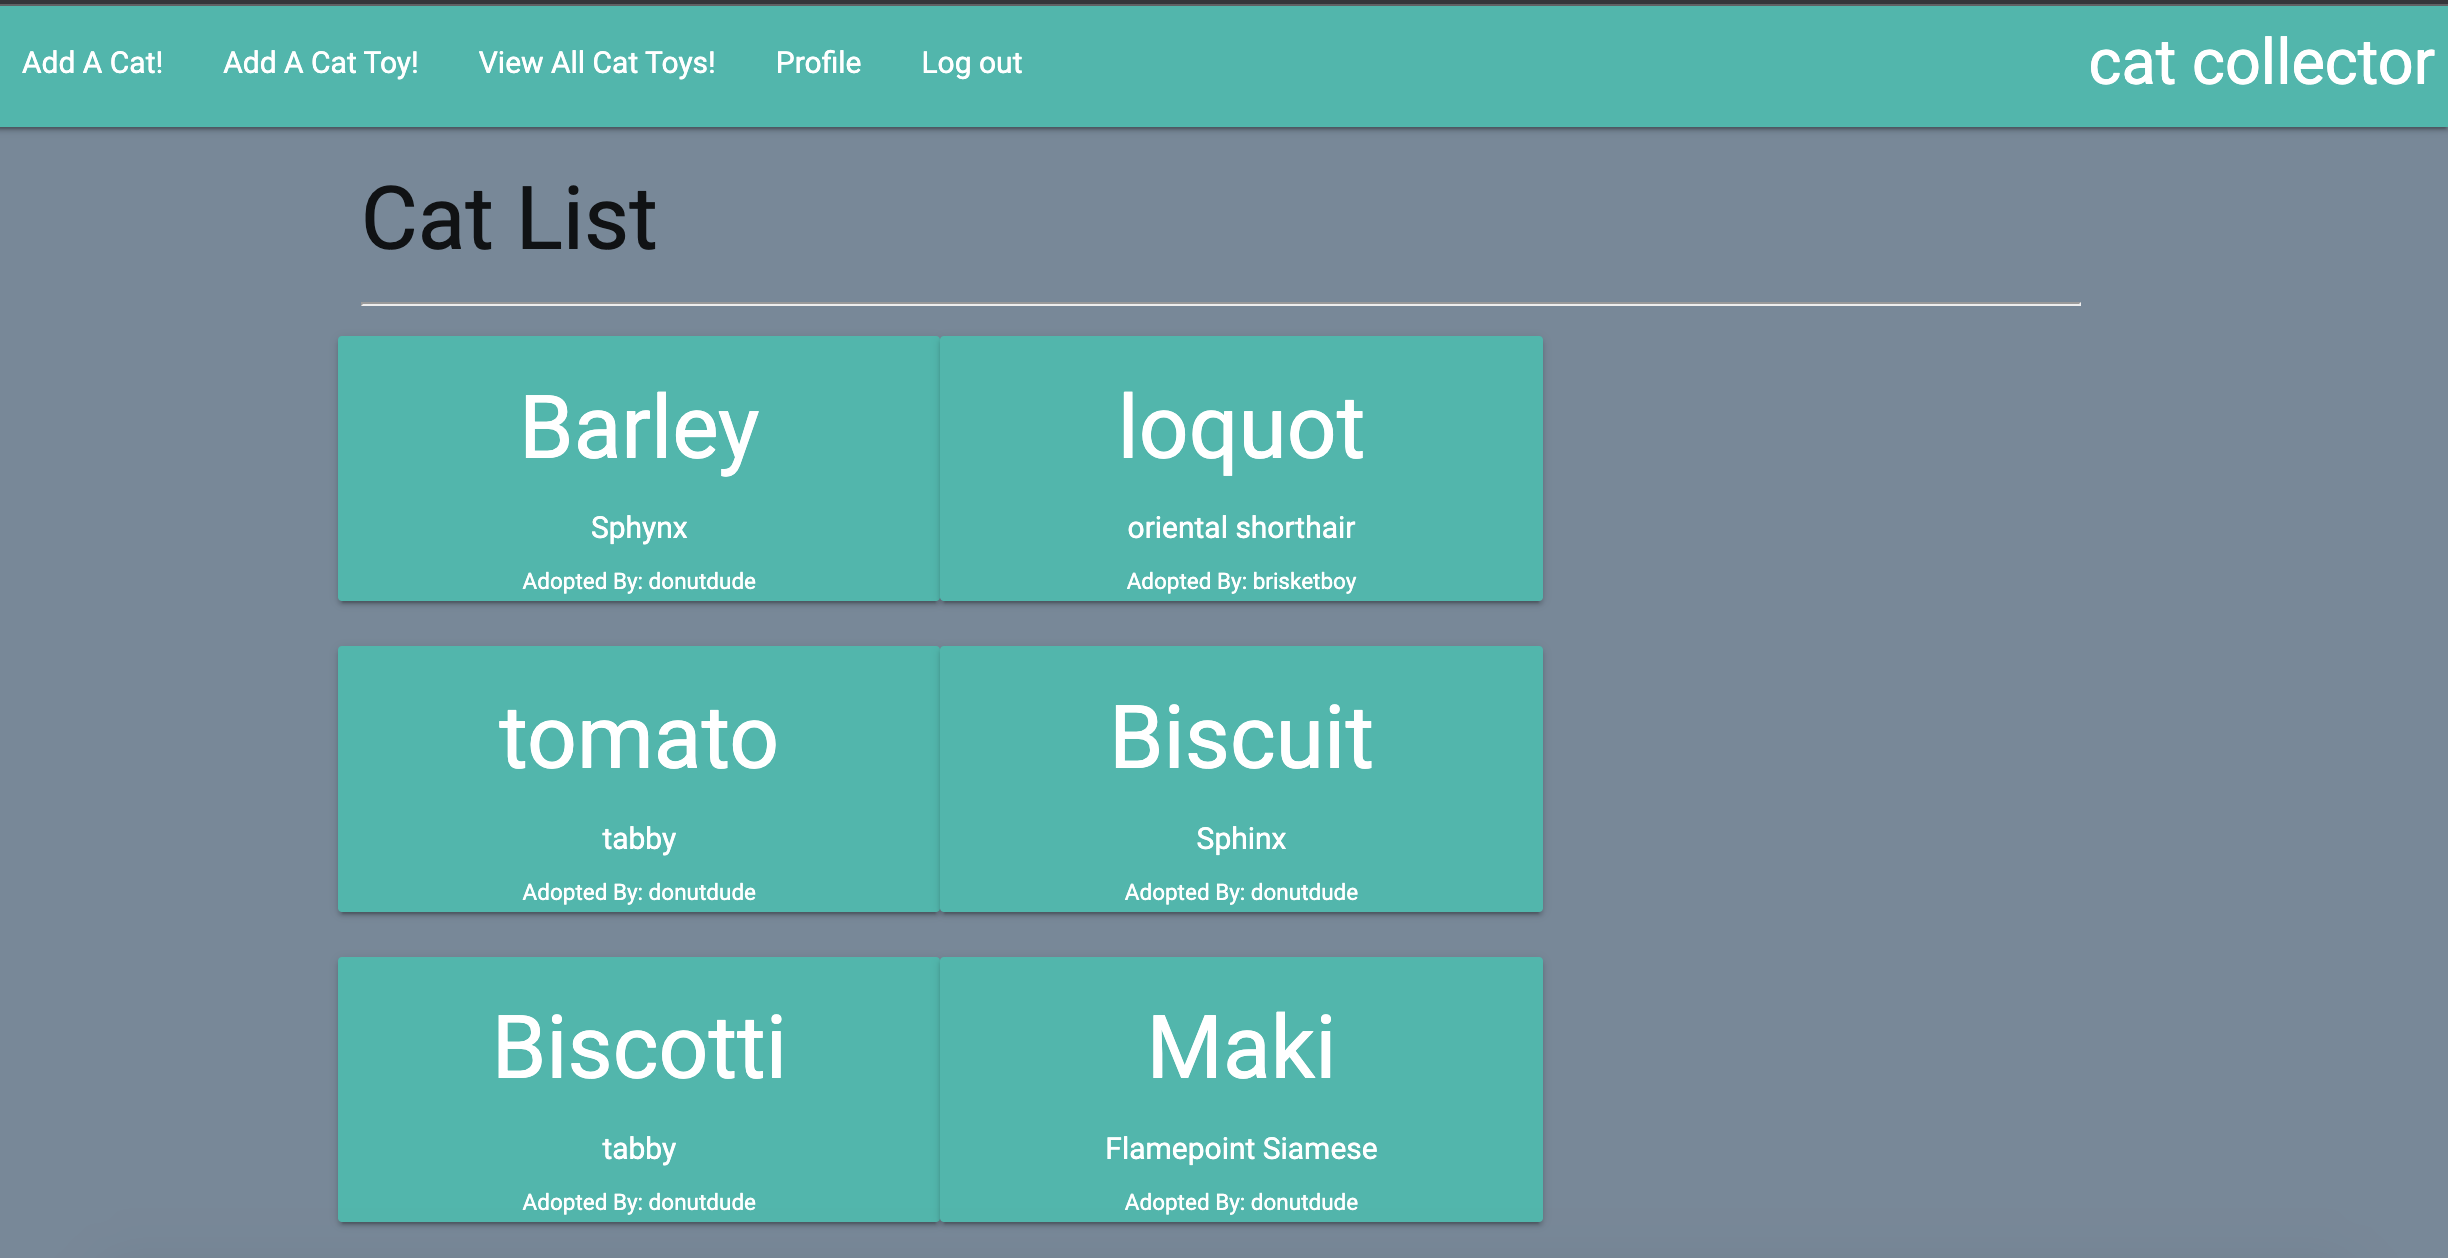 Add A Cat! Add A Cat Toy! View All Cat Toys! Profile Log out cat collector
Cat List
Barley
Sphynx
Adopted By: donutdude
loquot
oriental shorthair
Adopted By: brisketboy
tomato
tabby
Adopted By: donutdude
Biscuit
Sphinx
Adopted By: donutdude
Biscotti
tabby
Adopted By: donutdude
Maki
Flamepoint Siamese
Adopted By: donutdude